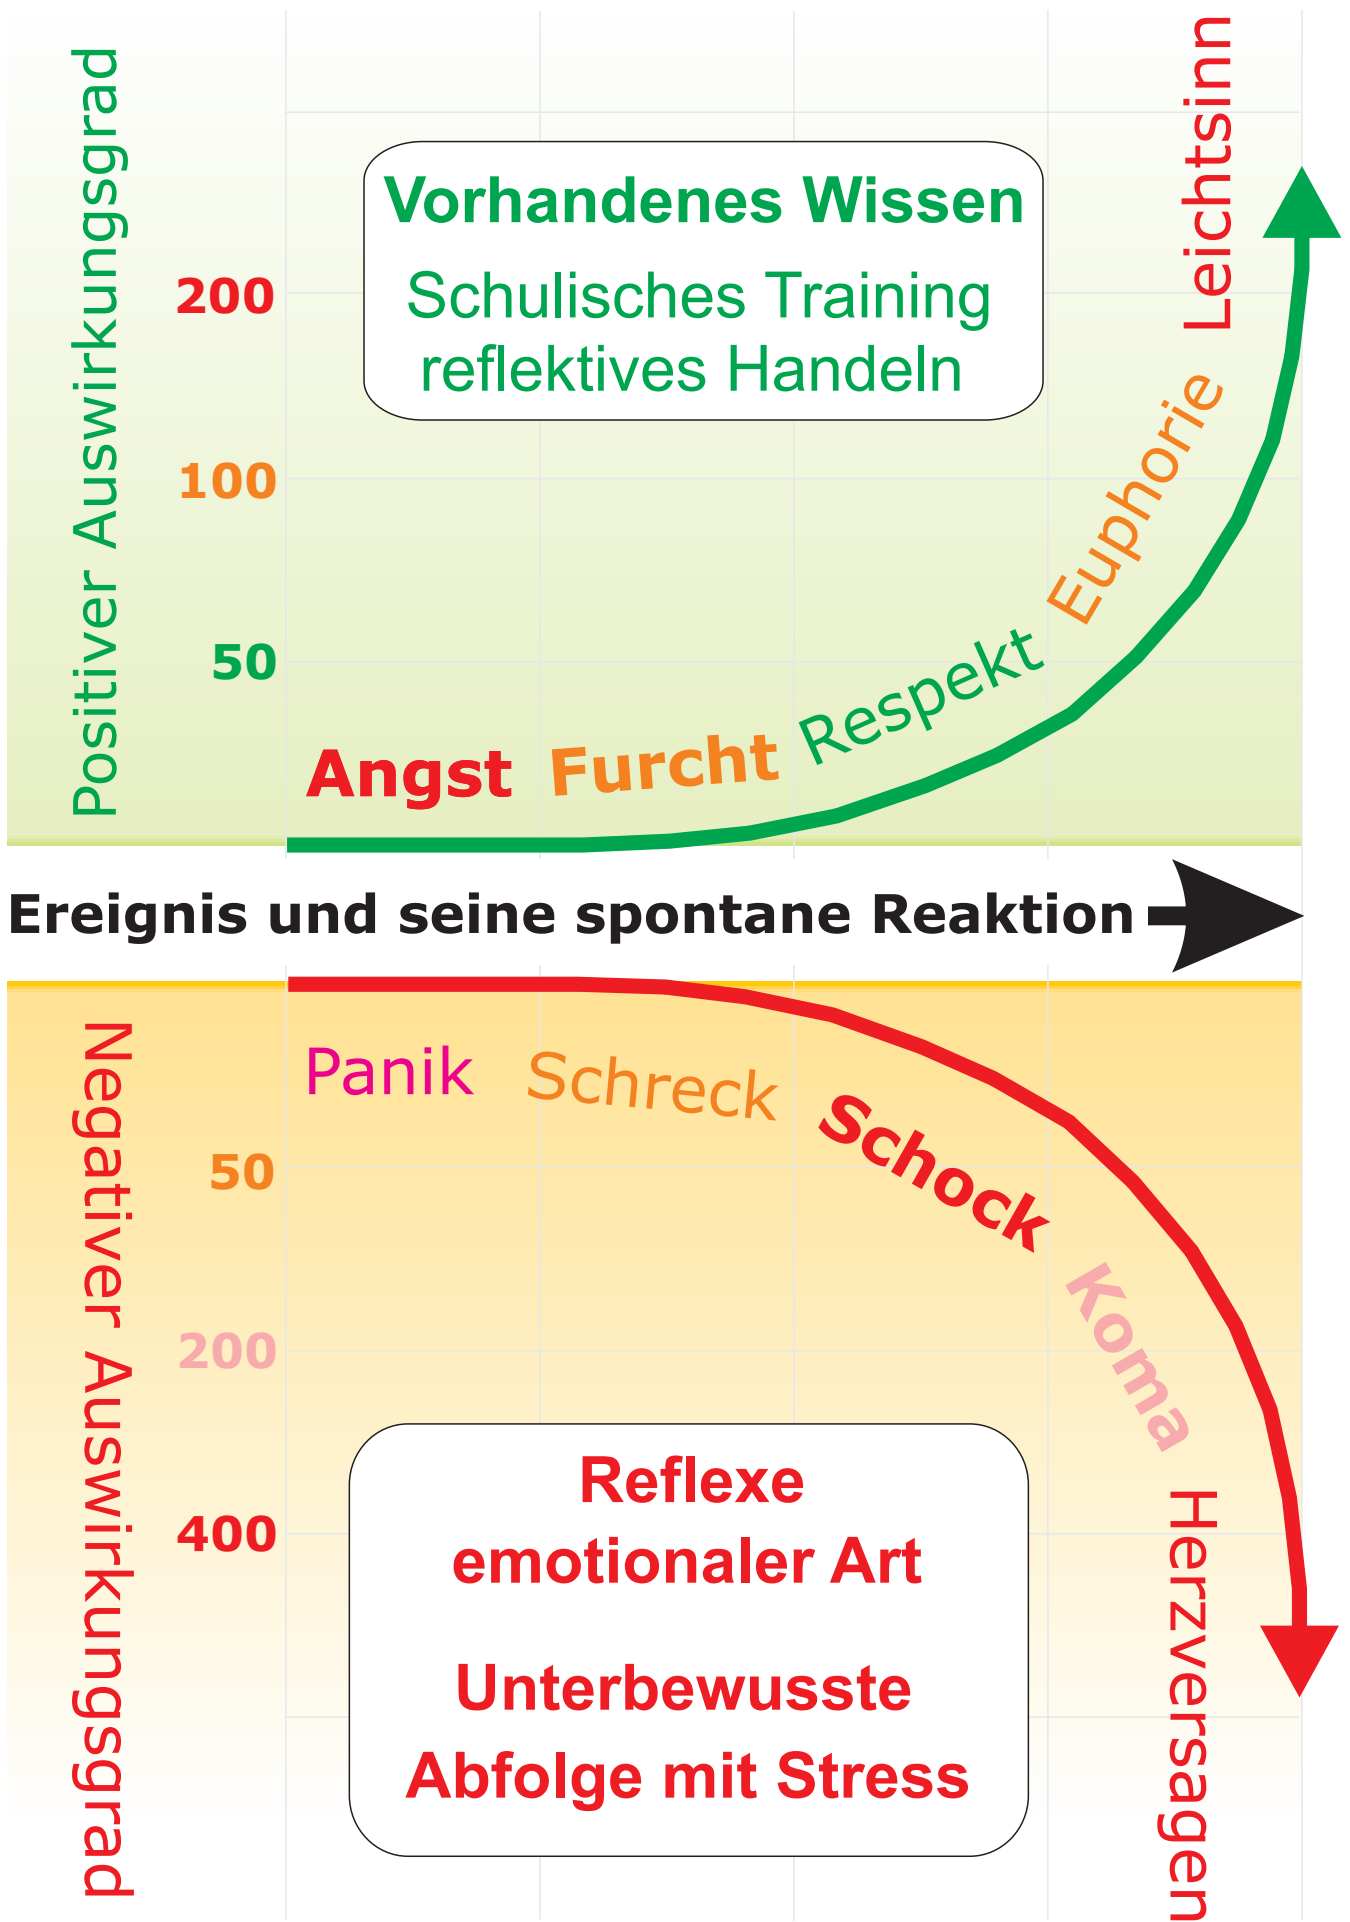 Positiver Auswirkungsgrad
Vorhandenes Wissen
Schulisches Training
reflektives Handeln
200
100
50
Angst
Furcht
Respekt
Euphorie
Leichtsinn
Ereignis und seine spontane Reaktion
Negativer Auswirkungsgrad
Panik
Schreck
Schock
Koma
Herzversagen
50
200
400
Reflexe
emotionaler Art
Unterbewusste
Abfolge mit Stress